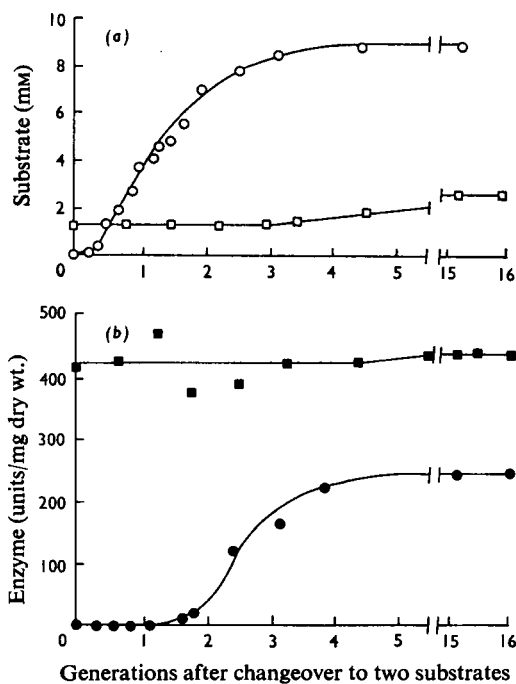 (a)
10
8
6
4
2
0
Substrate (mM)
1 2 3 4 5 15 16
(b)
500
400
300
200
100
0
Enzyme (units/mg dry wt.)
0 1 2 3 4 5 15 16
Generations after changeover to two substrates